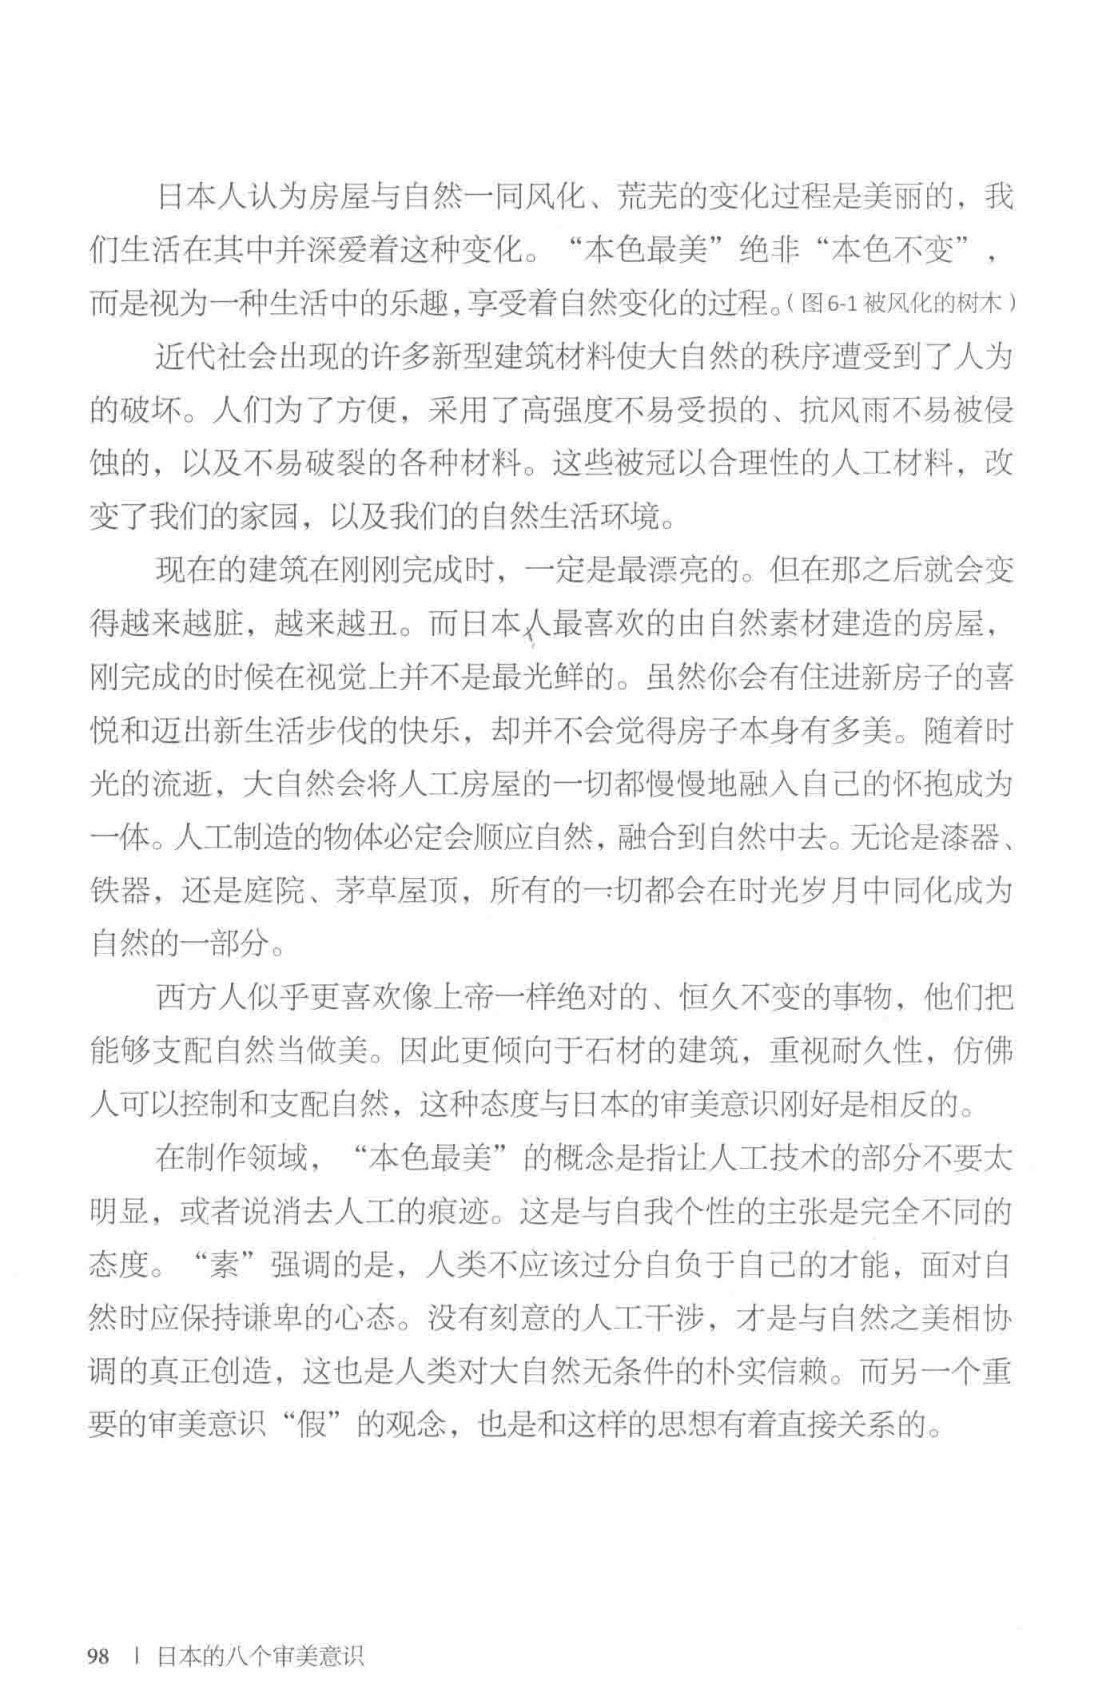 日本人认为房屋与自然一同风化、荒芜的变化过程是美丽的，我
们生活在其中并深爱着这种变化。“本色最美”绝非“本色不变”，
而是视为一种生活中的乐趣，享受着自然变化的过程。（图6-1 被风化的树木）
近代社会出现的许多新型建筑材料使大自然的秩序遭受到了人为
的破坏。人们为了方便，采用了高强度不易受损的、抗风雨不易被侵
蚀的，以及不易破裂的各种材料。这些被冠以合理性的人工材料，改
变了我们的家园，以及我们的自然生活环境。
现在的建筑在刚刚完成时，一定是最漂亮的。但在那之后就会变
得越来越脏，越来越丑。而日本人最喜欢的由自然素材建造的房屋，
刚完成的时候在视觉上并不是最光鲜的。虽然你会有住进新房子的喜
悦和迈出新生活步伐的快乐，却并不会觉得房子本身有多美。随着时
光的流逝，大自然会将人工房屋的一切都慢慢地融入自己的怀抱成为
一体。人工制造的物体必定会顺应自然，融合到自然中去。无论是漆器、
铁器，还是庭院、茅草屋顶，所有的一切都会在时光岁月中同化成为
自然的一部分。
西方人似乎更喜欢像上帝一样绝对的、恒久不变的事物，他们把
能够支配自然当做美。因此更倾向于石材的建筑，重视耐久性，仿佛
人可以控制和支配自然，这种态度与日本的审美意识刚好是相反的。
在制作领域，“本色最美”的概念是指让人工技术的部分不要太
明显，或者说消去人工的痕迹。这是与自我个性的主张是完全不同的
态度。“素”强调的是，人类不应该过分自负于自己的才能，面对自
然时应保持谦卑的心态。没有刻意的人工干涉，才是与自然之美相协
调的真正创造，这也是人类对大自然无条件的朴实信赖。而另一个重
要的审美意识“假”的观念，也是和这样的思想有着直接关系的。
98 | 日本的八个审美意识